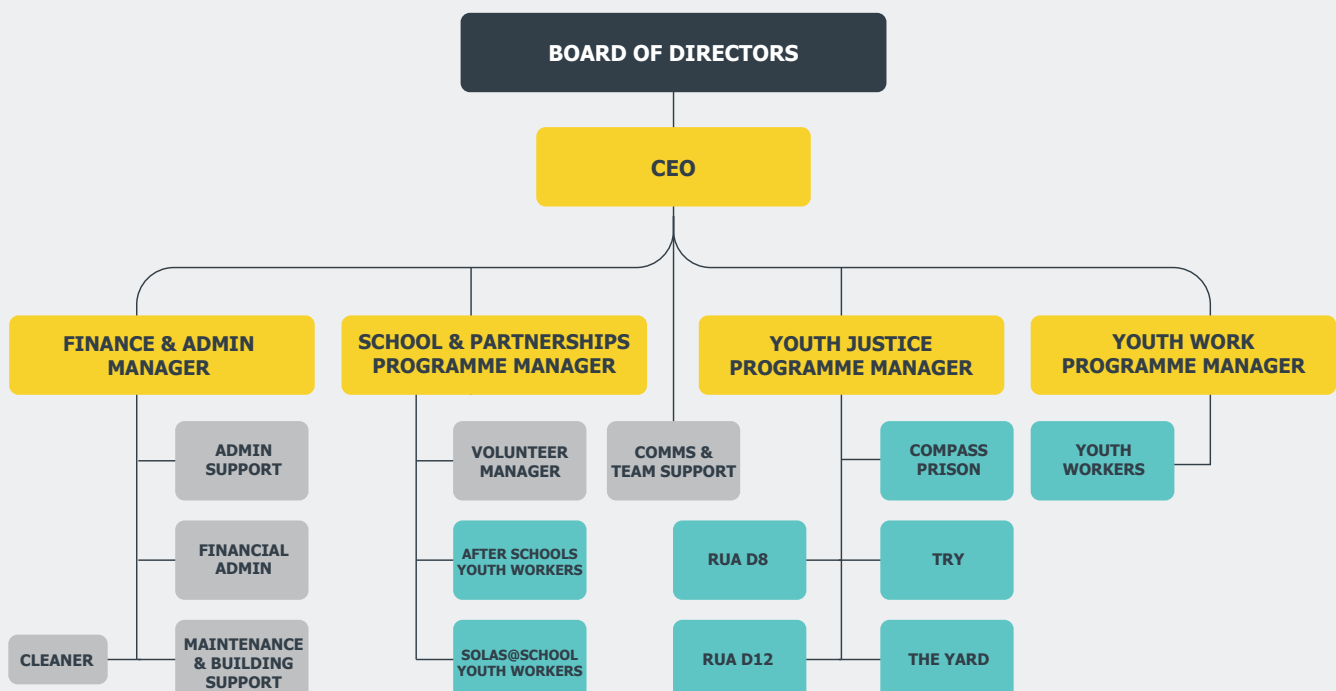 BOARD OF DIRECTORS
CEO
FINANCE & ADMIN
MANAGER
SCHOOL & PARTNERSHIPS
PROGRAMME MANAGER
YOUTH JUSTICE
PROGRAMME MANAGER
YOUTH WORK
PROGRAMME MANAGER
ADMIN
SUPPORT
VOLUNTEER
MANAGER
COMMS &
TEAM SUPPORT
COMPASS
PRISON
YOUTH
WORKERS
FINANCIAL
ADMIN
AFTER SCHOOLS
YOUTH WORKERS
RUA D8
TRY
CLEANER
MAINTENANCE
& BUILDING
SUPPORT
SOLAS@SCHOOL
YOUTH WORKERS
RUA D12
THE YARD